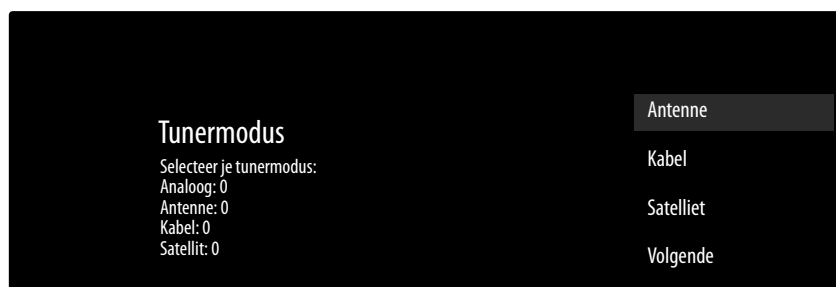 Tunermodus
Selecteer je tunermodus:
Analoog: 0
Antenne: 0
Kabel: 0
Satellit: 0
Antenne
Kabel
Satelliet
Volgende